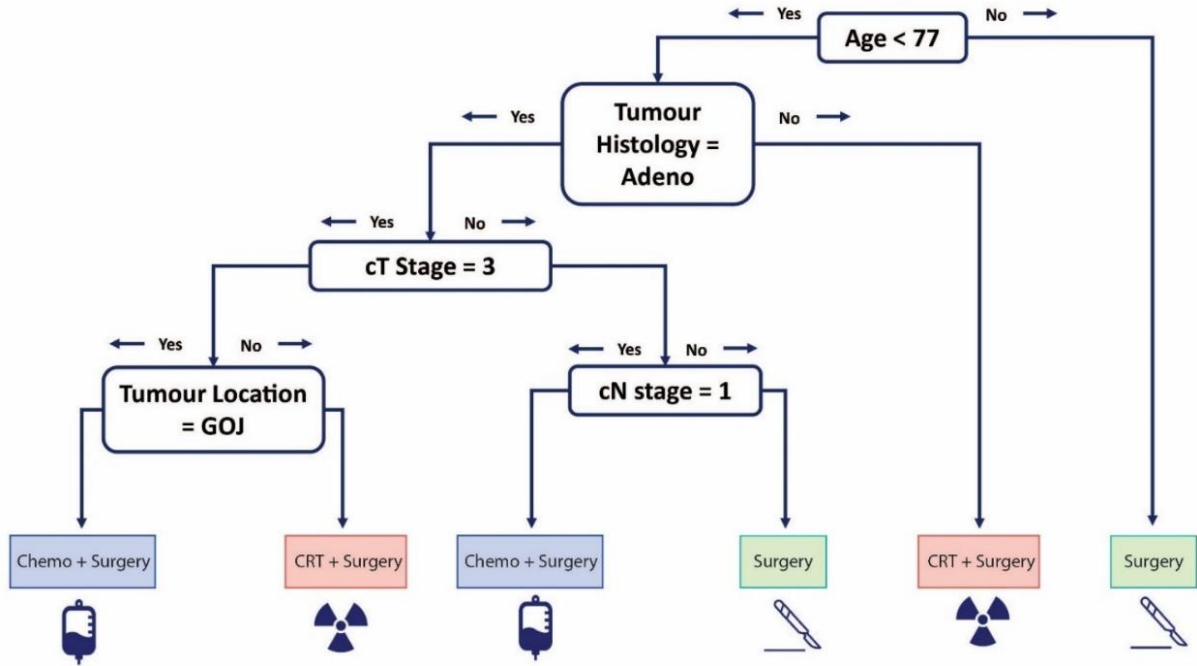 Yes
No
Age < 77
Yes
Tumour
Histology =
Adeno
No
Yes
No
cT Stage = 3
Yes
No
Yes
No
Tumour Location
= GOJ
cN stage = 1
Chemo + Surgery
CRT + Surgery
Chemo + Surgery
Surgery
CRT + Surgery
Surgery